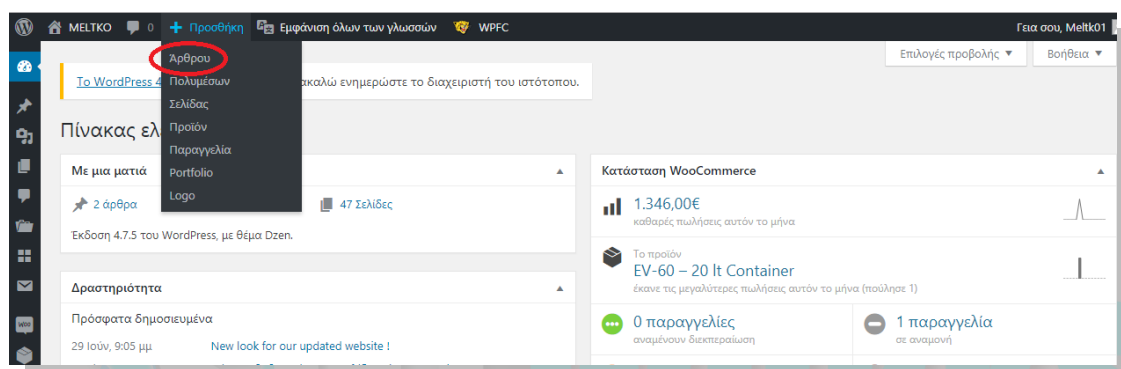 MELTKO 0 Προσθήκη Εμφάνιση όλων των γλωσσών WPFC Γεια σου, Meltk01
Επιλογές προβολής ▼ Βοήθεια ▼
Άρθρου
Πολυμέσων
Σελίδας
Προϊόν
Παραγγελία
Portfolio
Logo
Το WordPress 4 ακαλώ ενημερώστε το διαχειριστή του ιστότοπου.
Πίνακας ελ
Με μια ματιά
2 άρθρα 47 Σελίδες
Έκδοση 4.7.5 του WordPress, με θέμα Dzen.
Δραστηριότητα
Πρόσφατα δημοσιευμένα
29 Ιούν, 9:05 μμ New look for our updated website !
Κατάσταση WooCommerce
1.346,00€
καθαρές πωλήσεις αυτόν το μήνα
Το προϊόν
EV-60 – 20 lt Container
έκανε τις μεγαλύτερες πωλήσεις αυτόν το μήνα (πούλησε 1)
0 παραγγελίες
αναμένουν διεκπεραίωση
1 παραγγελία
σε αναμονή
Woo